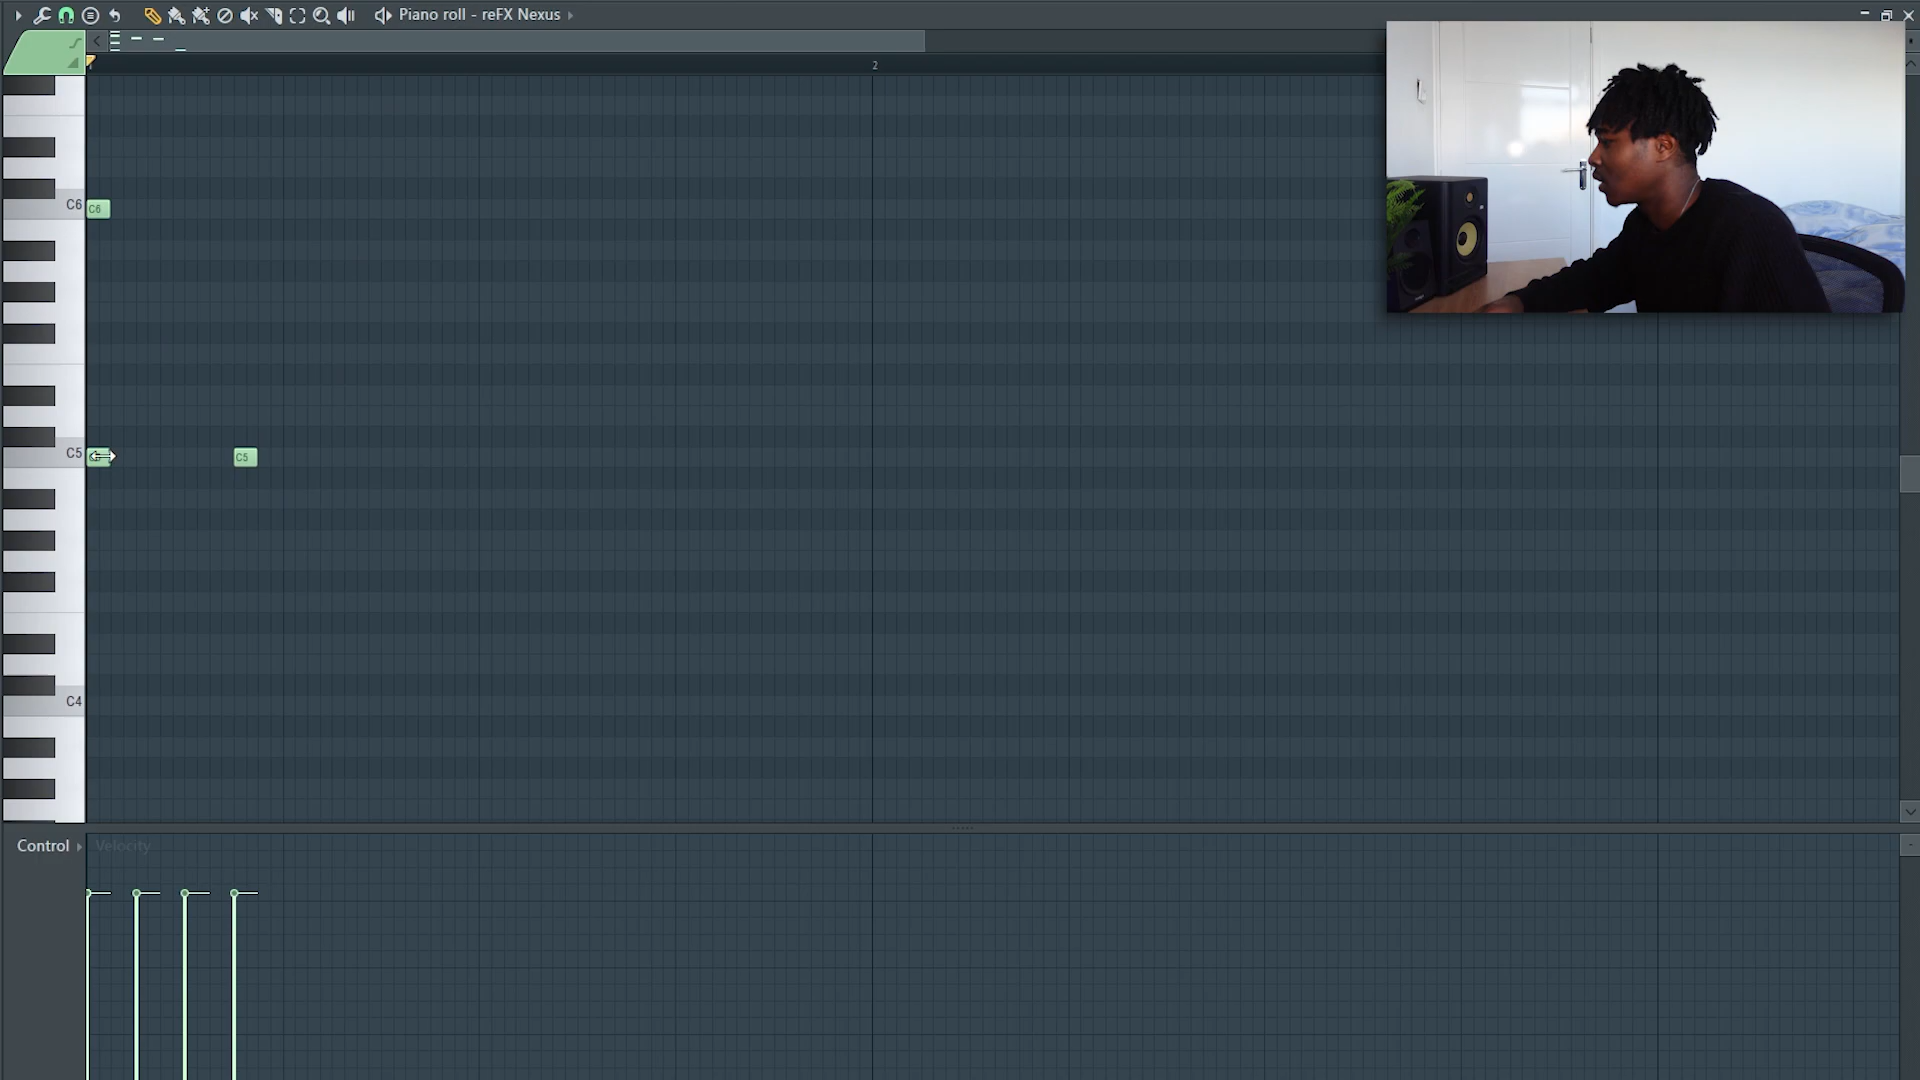 Piano roll - reFX Nexus
2
C6
C6
C5
C5
C4
Control
Velocity